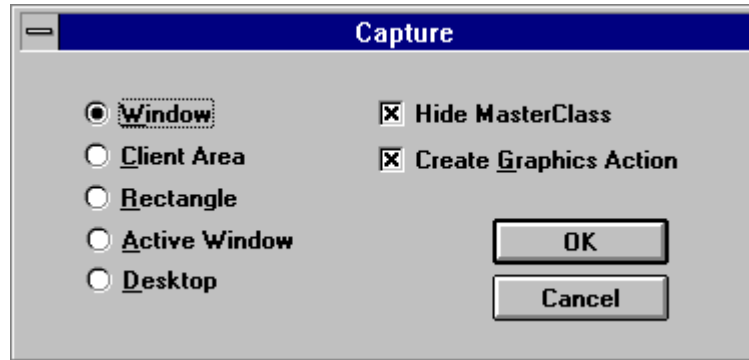 Capture
Window
Client Area
Rectangle
Active Window
Desktop
Hide MasterClass
Create Graphics Action
OK
Cancel